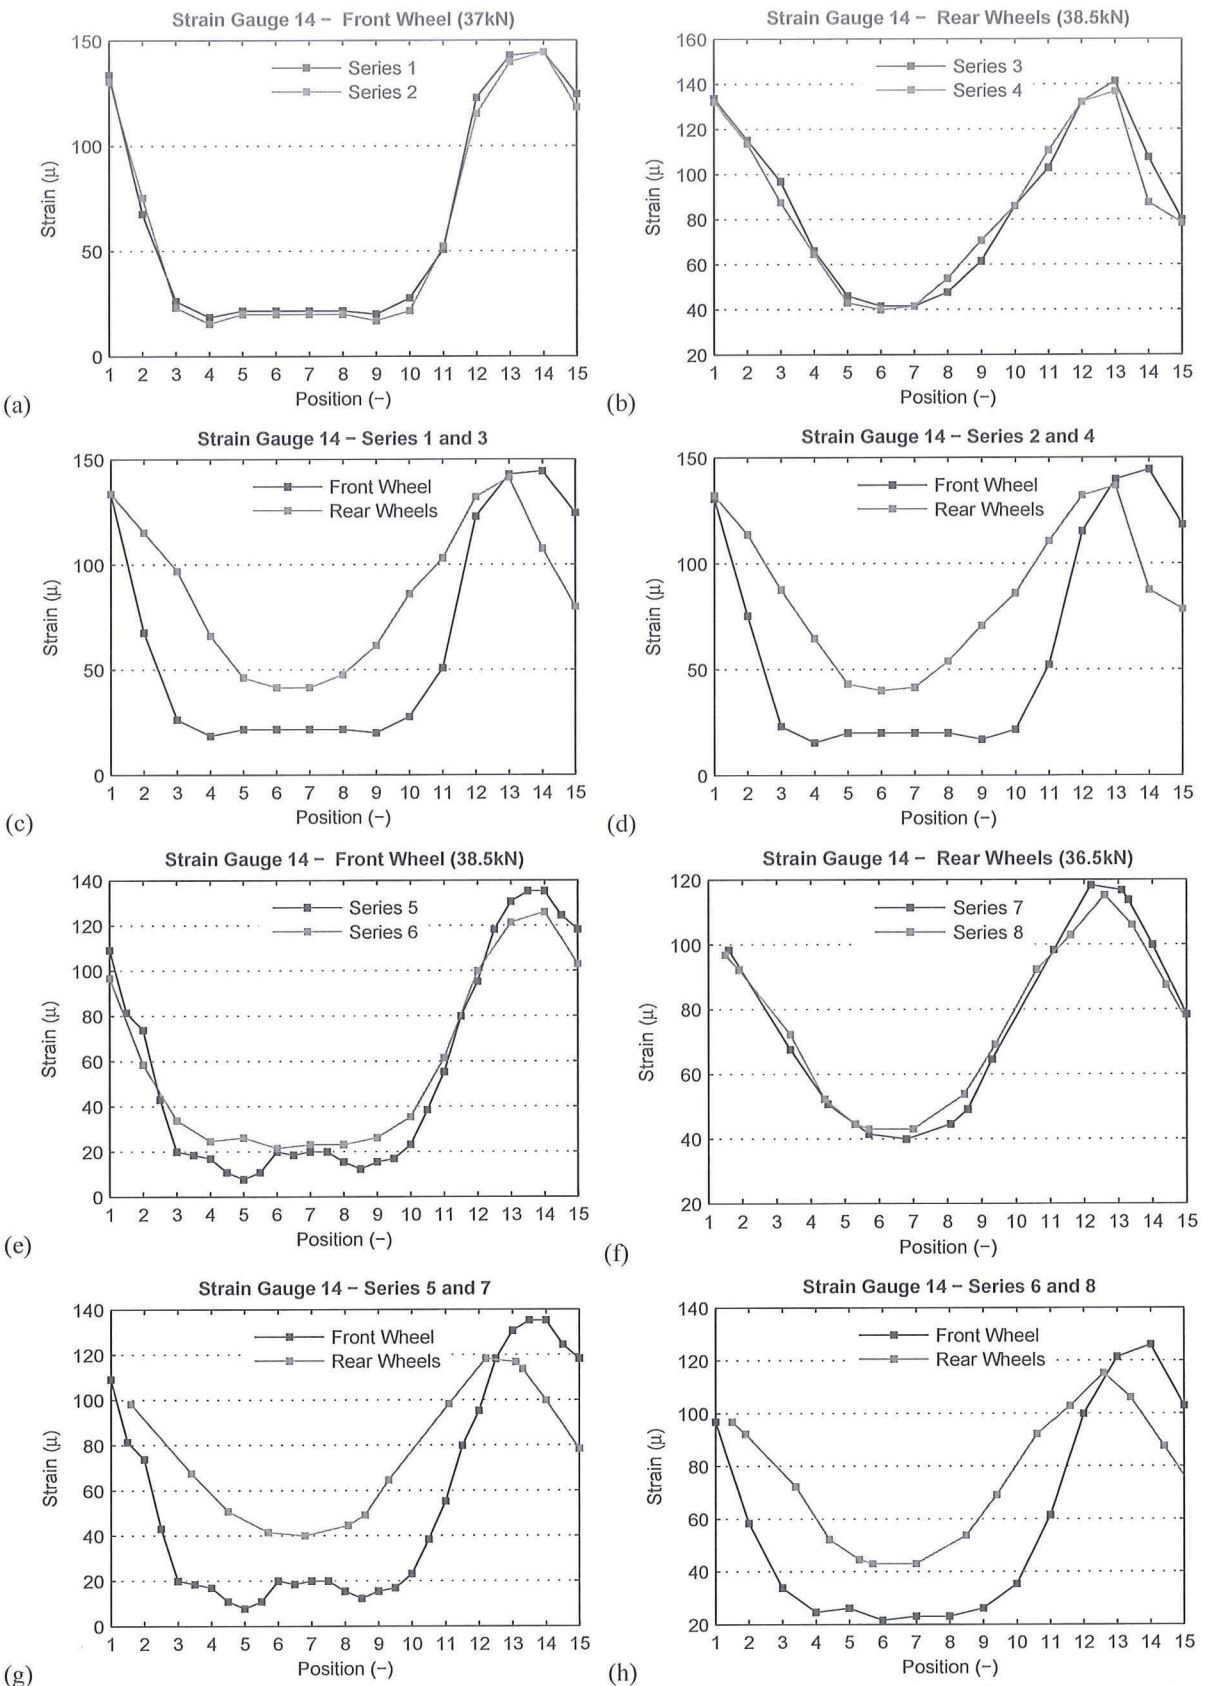 Strain Gauge 14 − Front Wheel (37kN)
150
100
50
0
Strain (μ)
Series 1
Series 2
1 2 3 4 5 6 7 8 9 10 11 12 13 14 15
Position (−)
(a)
Strain Gauge 14 − Rear Wheels (38.5kN)
160
140
120
100
80
60
40
20
Strain (μ)
Series 3
Series 4
1 2 3 4 5 6 7 8 9 10 11 12 13 14 15
Position (−)
(b)
Strain Gauge 14 − Series 1 and 3
150
100
50
0
Strain (μ)
Front Wheel
Rear Wheels
1 2 3 4 5 6 7 8 9 10 11 12 13 14 15
Position (−)
(c)
Strain Gauge 14 − Series 2 and 4
150
100
50
0
Strain (μ)
Front Wheel
Rear Wheels
1 2 3 4 5 6 7 8 9 10 11 12 13 14 15
Position (−)
(d)
Strain Gauge 14 − Front Wheel (38.5kN)
140
120
100
80
60
40
20
0
Strain (μ)
Series 5
Series 6
1 2 3 4 5 6 7 8 9 10 11 12 13 14 15
Position (−)
(e)
Strain Gauge 14 − Rear Wheels (36.5kN)
120
100
80
60
40
20
Strain (μ)
Series 7
Series 8
1 2 3 4 5 6 7 8 9 10 11 12 13 14 15
Position (−)
(f)
Strain Gauge 14 − Series 5 and 7
140
120
100
80
60
40
20
0
Strain (μ)
Front Wheel
Rear Wheels
1 2 3 4 5 6 7 8 9 10 11 12 13 14 15
Position (−)
(g)
Strain Gauge 14 − Series 6 and 8
140
120
100
80
60
40
20
Strain (μ)
Front Wheel
Rear Wheels
1 2 3 4 5 6 7 8 9 10 11 12 13 14 15
Position (−)
(h)